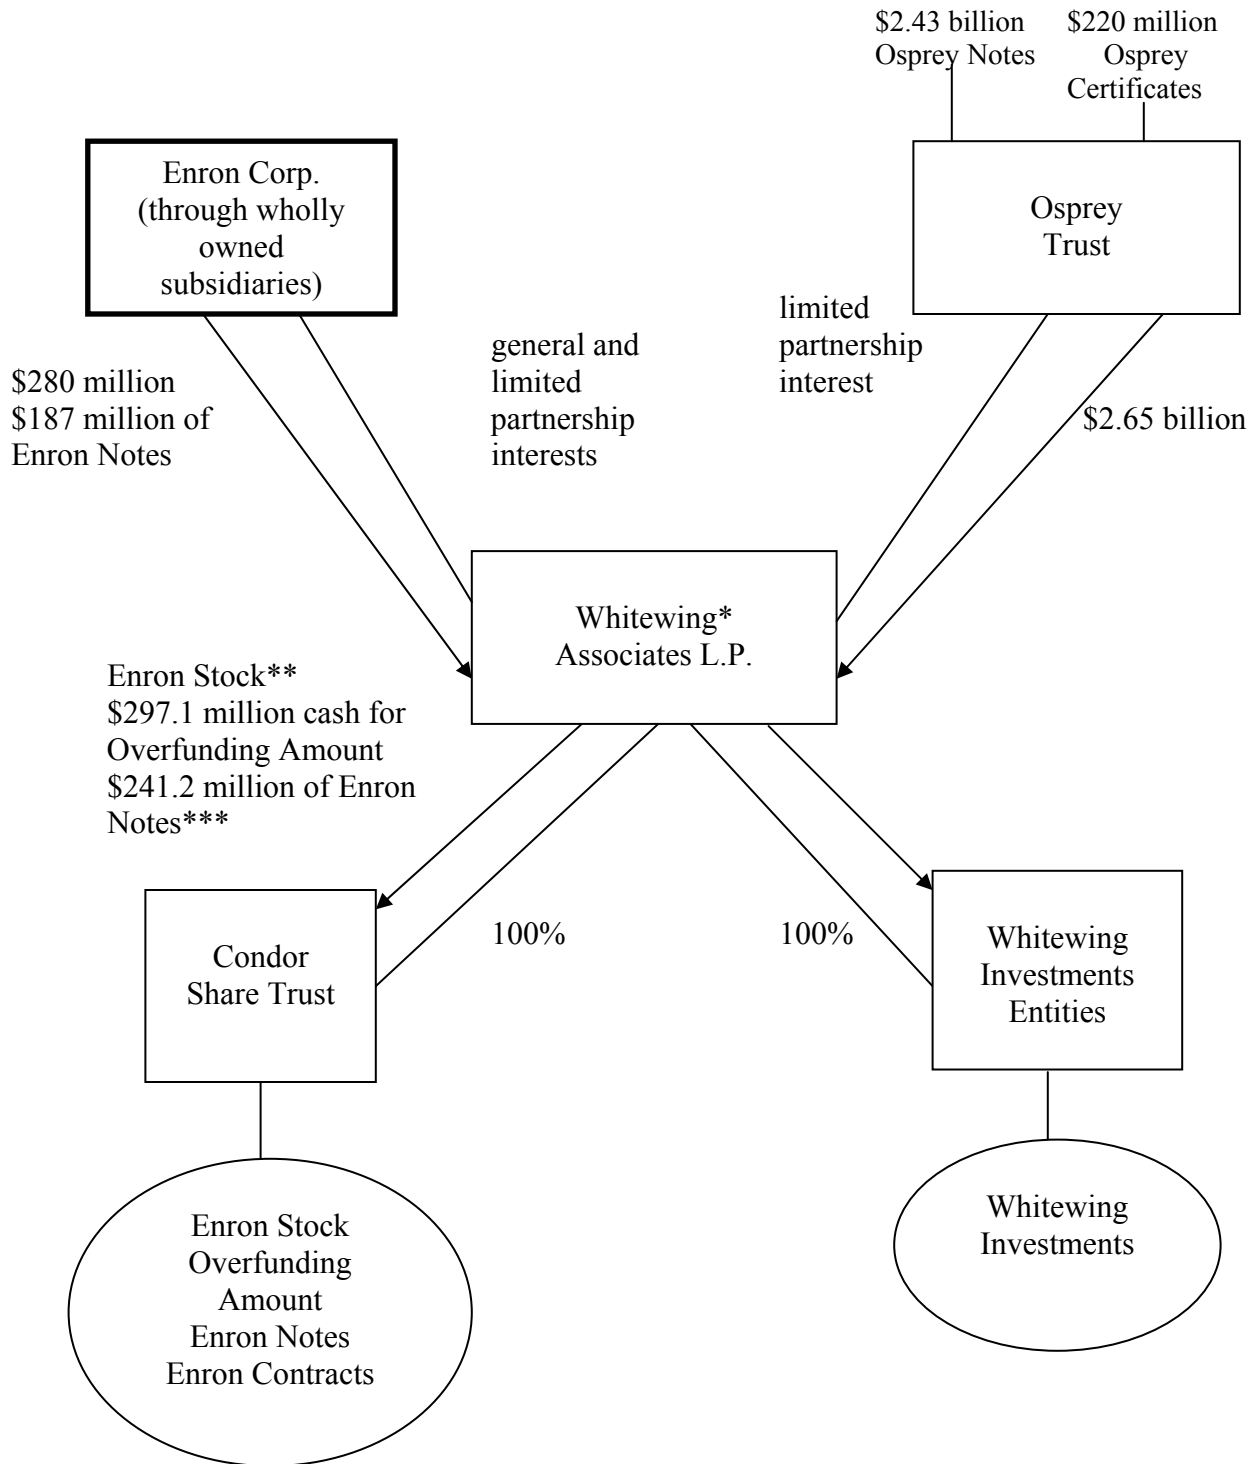 $2.43 billion
Osprey Notes
$220 million
Osprey
Certificates
Enron Corp.
(through wholly
owned
subsidiaries)
Osprey
Trust
$280 million
$187 million of
Enron Notes
general and
limited
partnership
interests
limited
partnership
interest
$2.65 billion
Whitewing*
Associates L.P.
Enron Stock**
$297.1 million cash for
Overfunding Amount
$241.2 million of Enron
Notes***
100%
100%
Condor
Share Trust
Whitewing
Investments
Entities
Enron Stock
Overfunding
Amount
Enron Notes
Enron Contracts
Whitewing
Investments